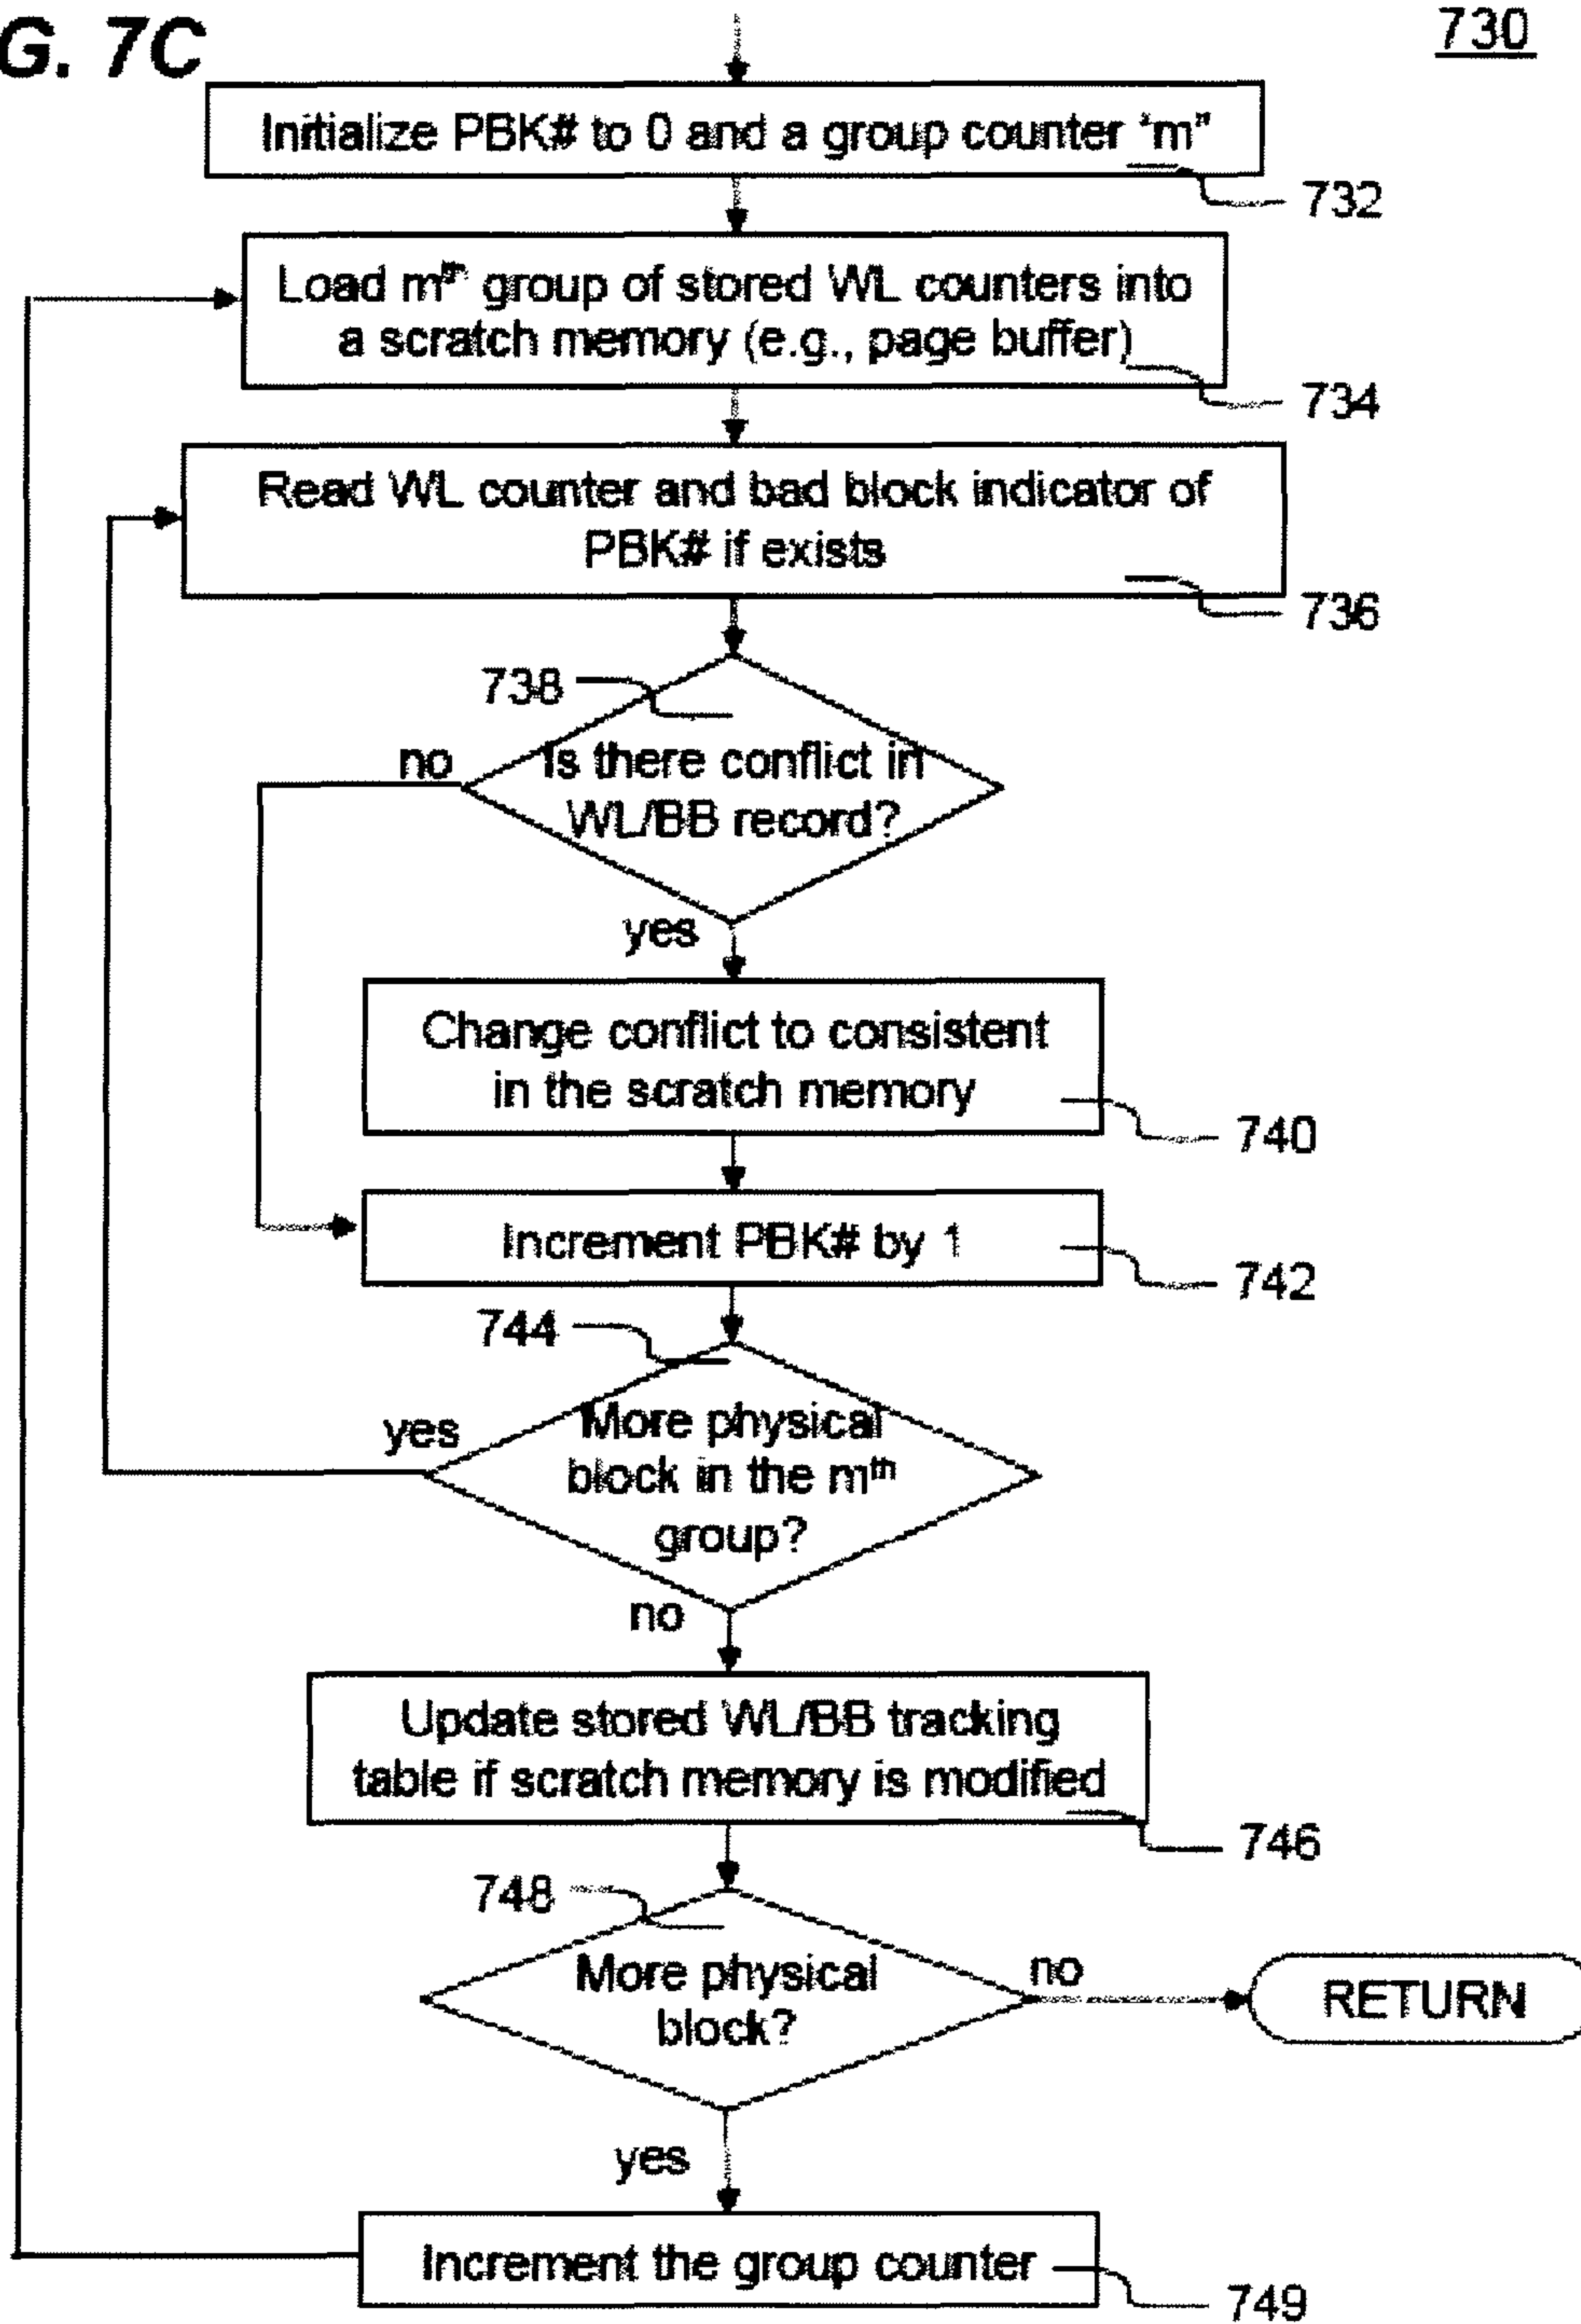 G. 7C
730
Initialize PBK# to 0 and a group counter "m"
732
Load mth group of stored WL counters into
a scratch memory (e.g., page buffer)
734
Read WL counter and bad block indicator of
PBK# if exists
736
738
no
Is there conflict in
WL/BB record?
yes
Change conflict to consistent
in the scratch memory
740
Increment PBK# by 1
742
744
yes
More physical
block in the mth
group?
no
Update stored WL/BB tracking
table if scratch memory is modified
746
748
More physical
block?
no
RETURN
yes
Increment the group counter
749